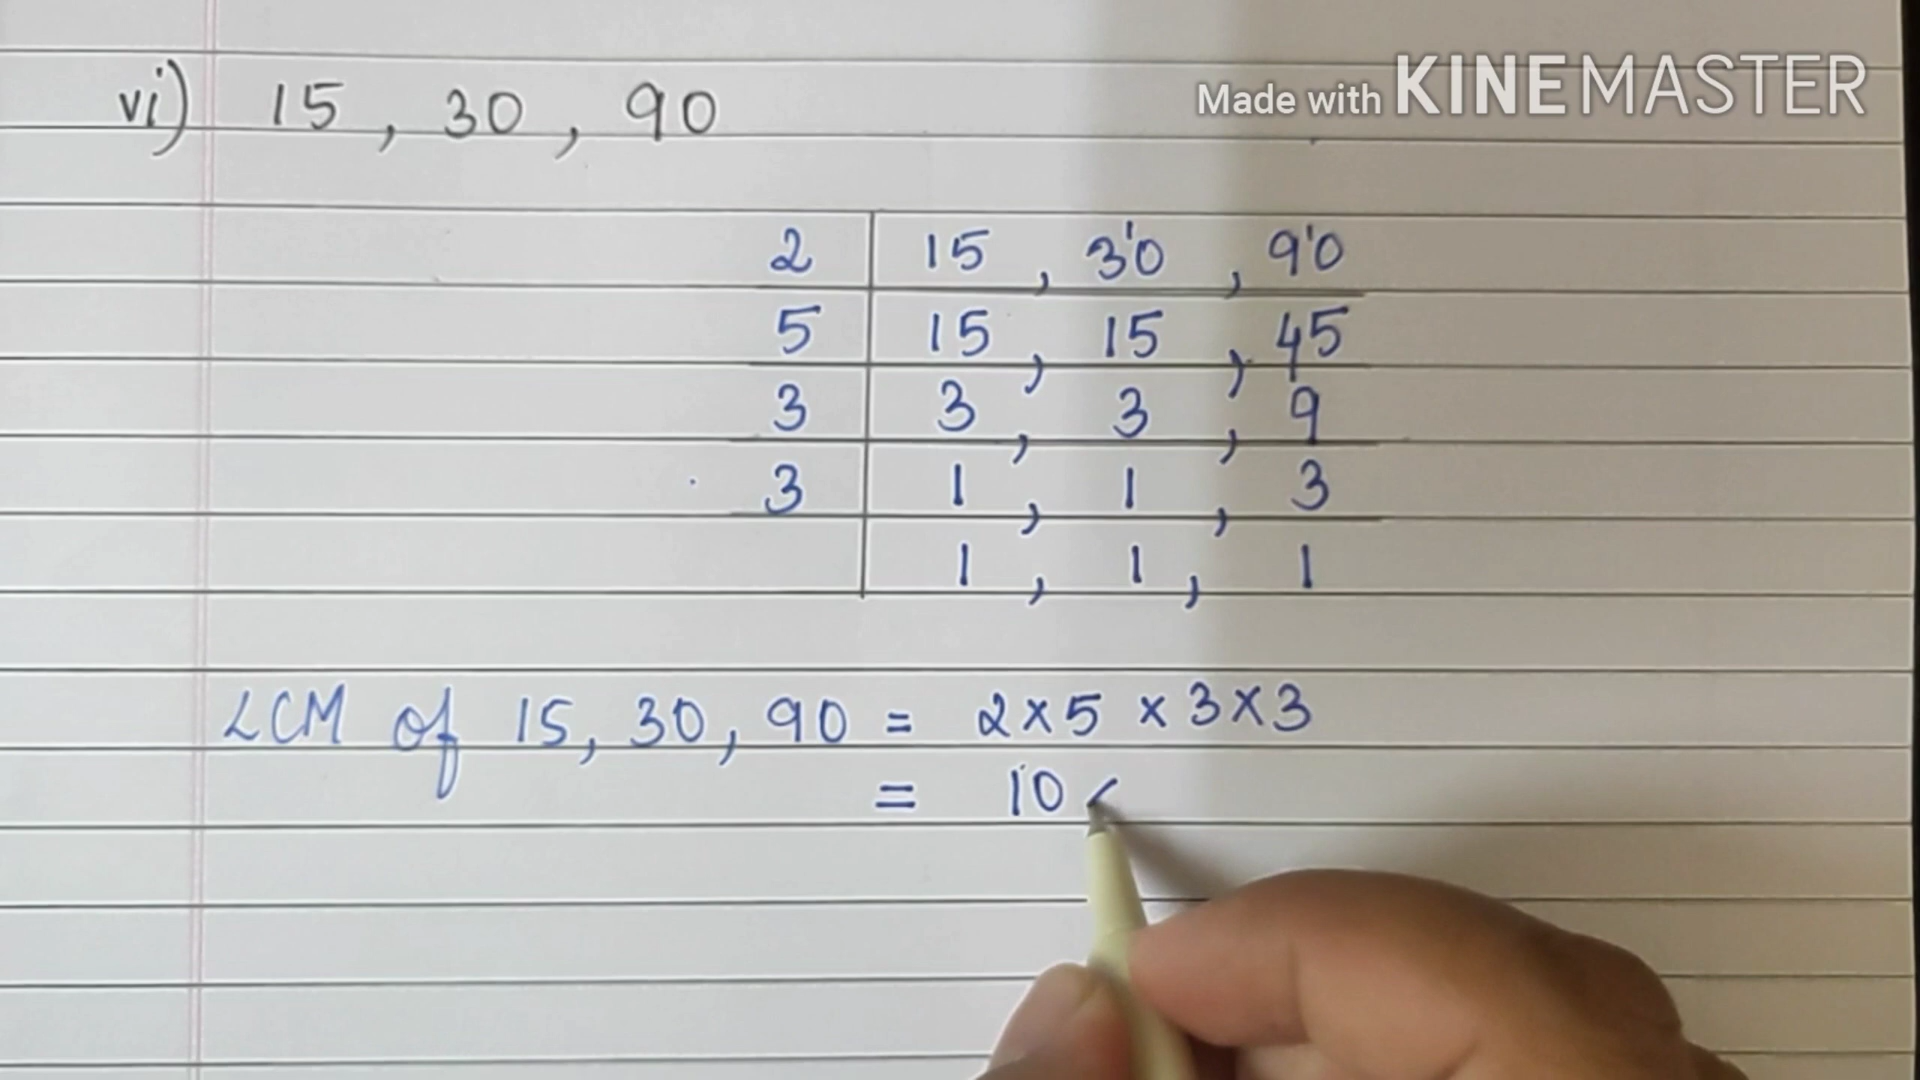 vi) 15, 30, 90
Made with KINEMASTER
2 15, 30, 90
5 15, 15, 45
3 3, 3, 9
3 1, 1, 3
1, 1, 1
LCM of 15, 30, 90 = 2×5 ×3×3
= 10